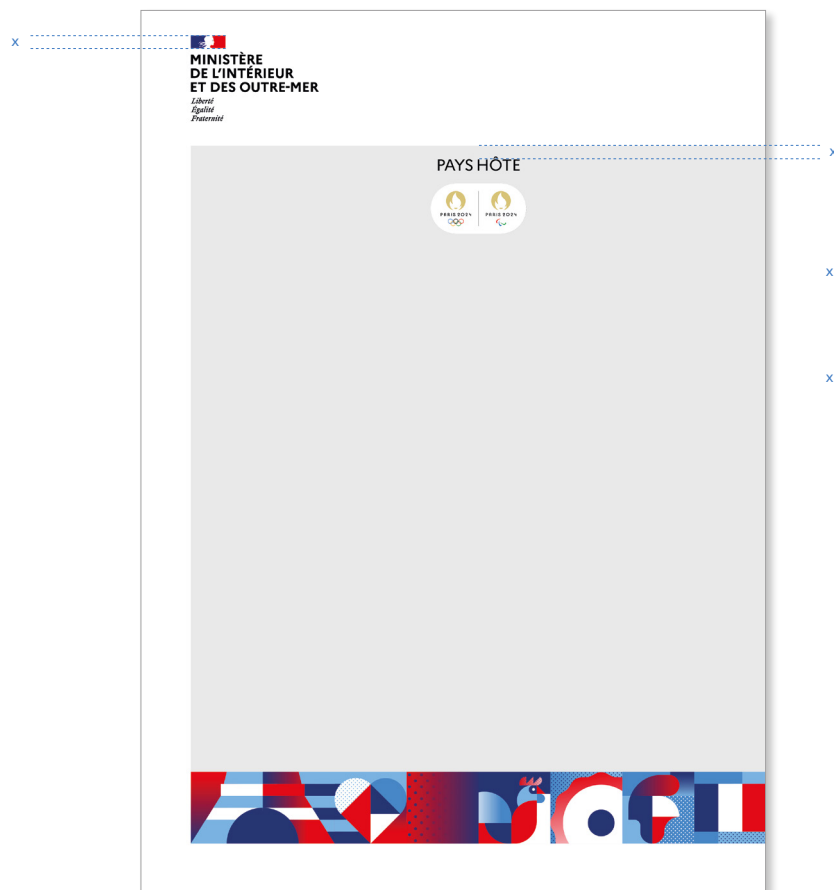 x
MINISTÈRE
DE L'INTÉRIEUR
ET DES OUTRE-MER
Liberté
Égalité
Fraternité
x
PAYS HÔTE
PARIS 2024 PARIS 2024
x
x